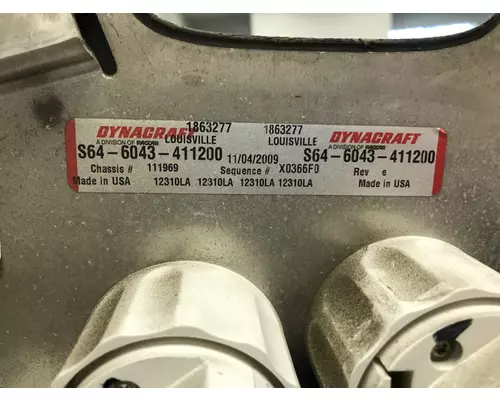 1863277 1863277
DYNACRAFT LOUISVILLE LOUISVILLE DYNACRAFT
A DIVISION OF PACCAR A DIVISION OF PACCAR
S64-6043-411200 11/04/2009 S64-6043-411200
Chassis # 111969 Sequence # X0366F0 Rev e
Made in USA 12310LA 12310LA 12310LA 12310LA Made in USA